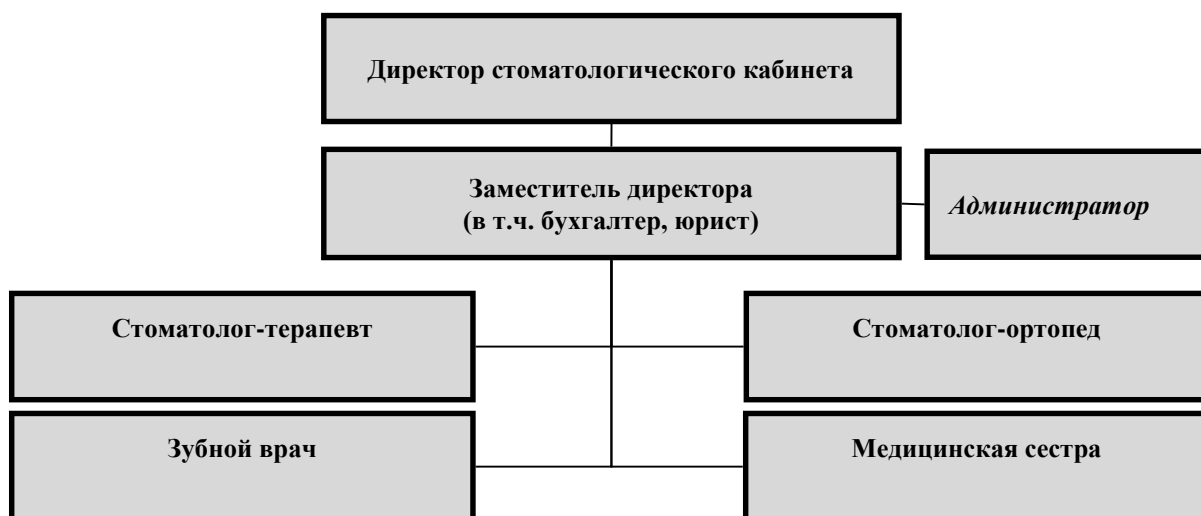 Директор стоматологического кабинета
Заместитель директора
(в т.ч. бухгалтер, юрист)
Администратор
Стоматолог-терапевт
Стоматолог-ортопед
Зубной врач
Медицинская сестра